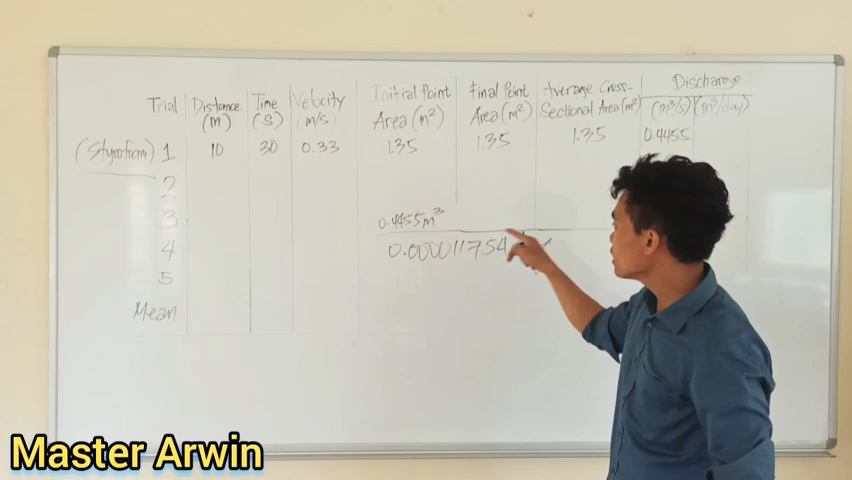 Trial Distance (m) Time (s) Velocity m/s Initial Point Area (m²) Final Point Area (m²) Average Cross-Sectional Area (m²) Discharge (m³/s) (m³/day)
(Styrofoam) 1 10 30 0.33 1.35 1.35 1.35 0.4455
2
3 0.4455 m³
4 0.000011754
5
Mean
Master Arwin